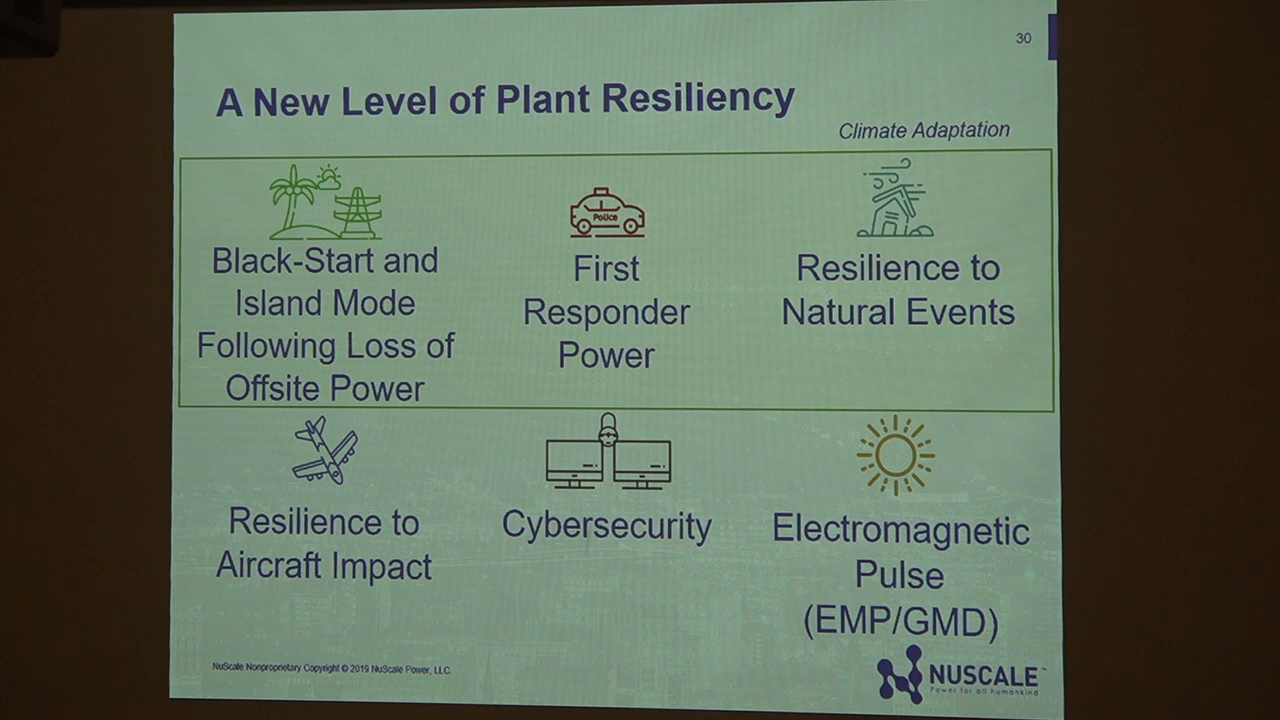 30
A New Level of Plant Resiliency
Climate Adaptation
Police
Black-Start and
Island Mode
Following Loss of
Offsite Power
First
Responder
Power
Resilience to
Natural Events
Resilience to
Aircraft Impact
Cybersecurity
Electromagnetic
Pulse
(EMP/GMD)
NuScale Nonproprietary Copyright © 2019 NuScale Power, LLC.
NUSCALE™
Power for all humankind